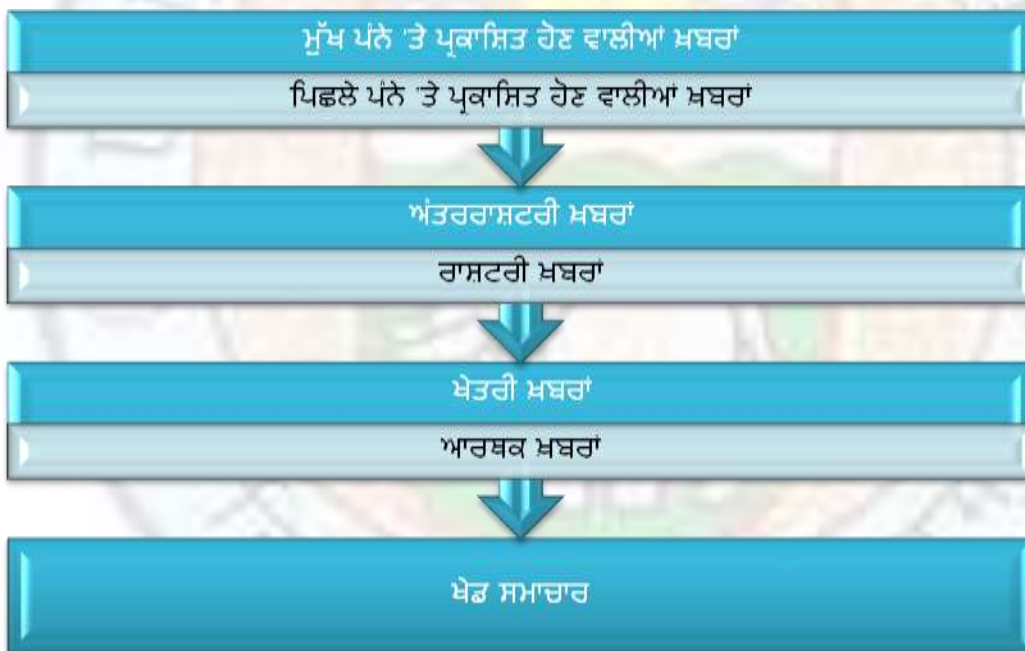 ਮੁੱਖ ਪੰਨੇ 'ਤੇ ਪ੍ਰਕਾਸ਼ਿਤ ਹੋਣ ਵਾਲੀਆਂ ਖ਼ਬਰਾਂ
ਪਿਛਲੇ ਪੰਨੇ 'ਤੇ ਪ੍ਰਕਾਸ਼ਿਤ ਹੋਣ ਵਾਲੀਆਂ ਖ਼ਬਰਾਂ
ਅੰਤਰਰਾਸ਼ਟਰੀ ਖ਼ਬਰਾਂ
ਰਾਸ਼ਟਰੀ ਖ਼ਬਰਾਂ
ਖੇਤਰੀ ਖ਼ਬਰਾਂ
ਆਰਥਕ ਖ਼ਬਰਾਂ
ਖੇਡ ਸਮਾਚਾਰ